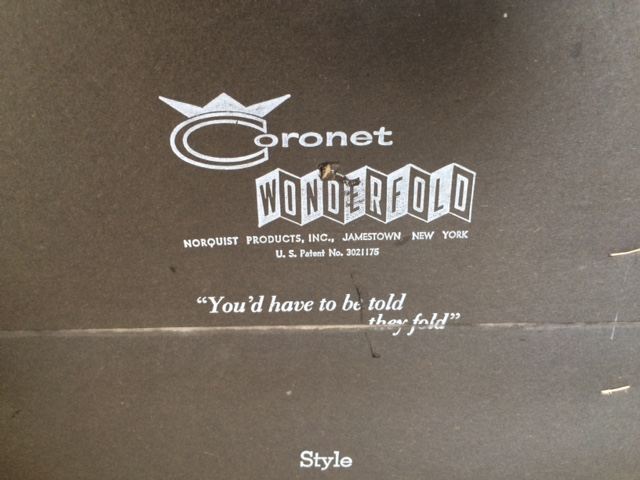 Coronet
WONDERFOLD
NORQUIST PRODUCTS, INC., JAMESTOWN NEW YORK
U. S. Patent No. 3021175
“You’d have to be told
they fold”
Style